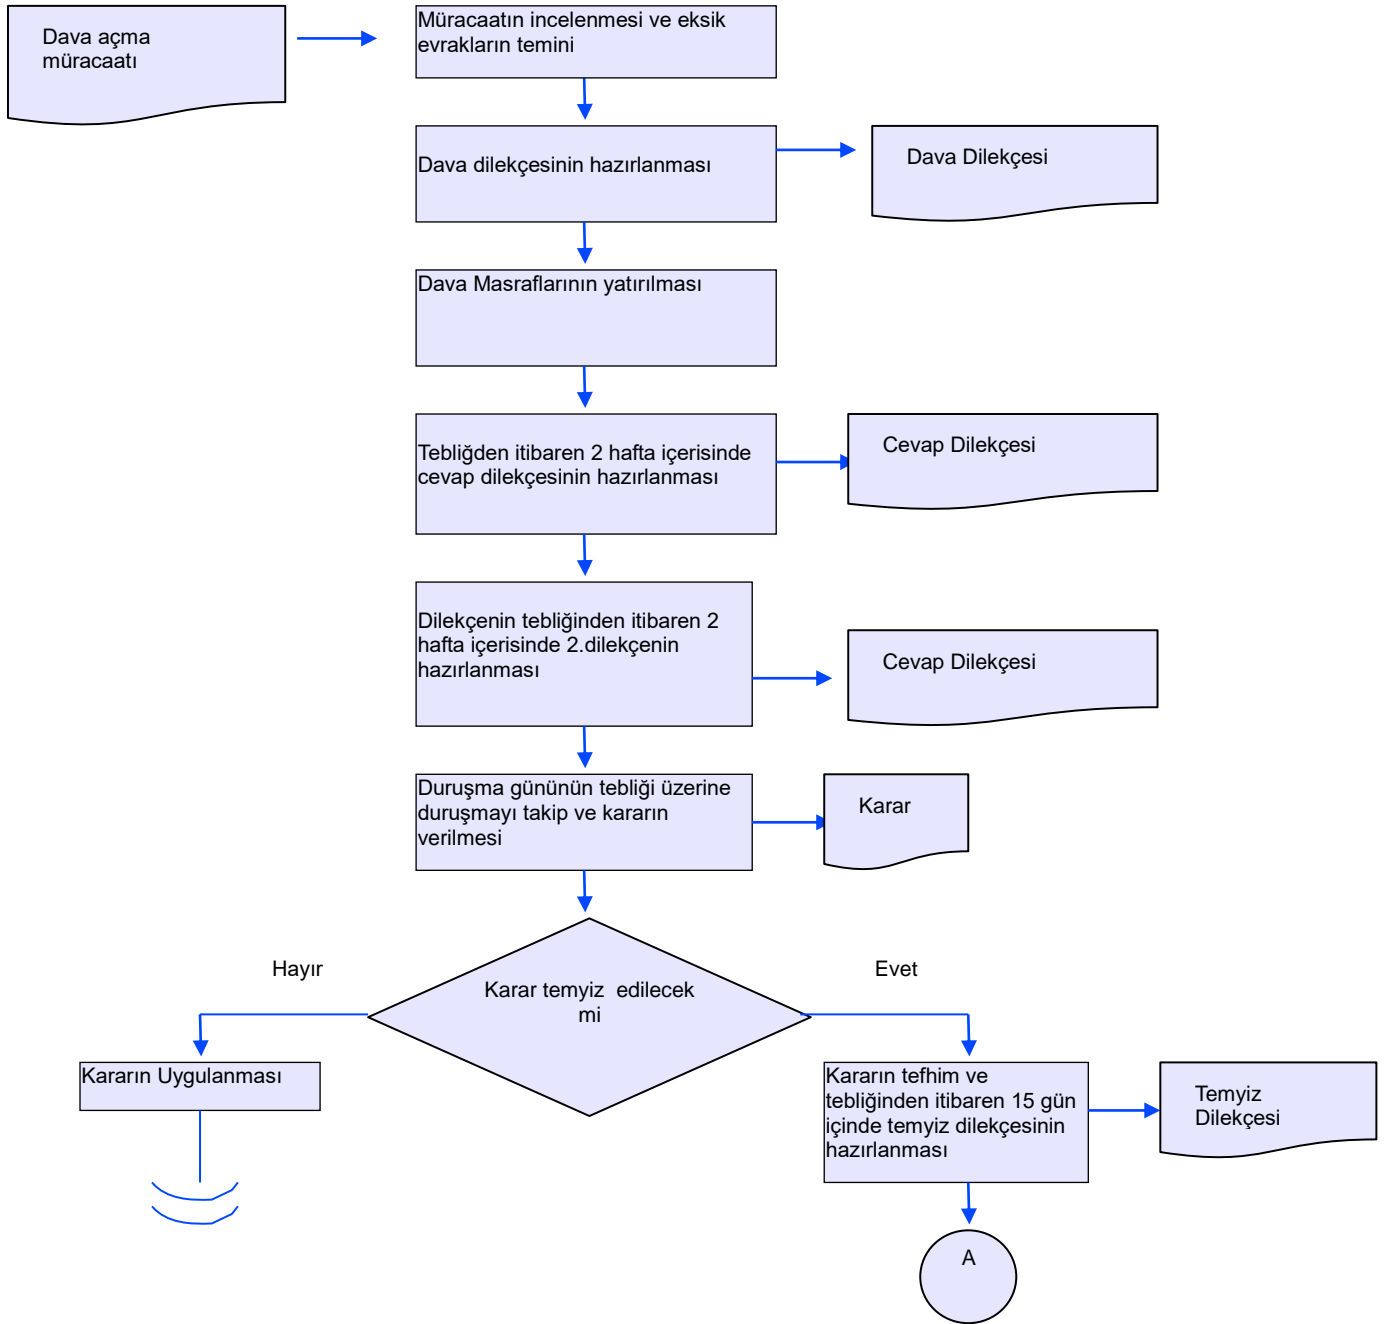 Dava açma
müracaatı
Müracaatın incelenmesi ve eksik
evrakların temini
Dava dilekçesinin hazırlanması
Dava Dilekçesi
Dava Masraflarının yatırılması
Tebliğden itibaren 2 hafta içerisinde
cevap dilekçesinin hazırlanması
Cevap Dilekçesi
Dilekçenin tebliğinden itibaren 2
hafta içerisinde 2.dilekçenin
hazırlanması
Cevap Dilekçesi
Duruşma gününün tebliği üzerine
duruşmayı takip ve kararın
verilmesi
Karar
Hayır
Evet
Karar temyiz  edilecek
mi
Kararın Uygulanması
Kararın tefhim ve
tebliğinden itibaren 15 gün
içinde temyiz dilekçesinin
hazırlanması
Temyiz
Dilekçesi
A